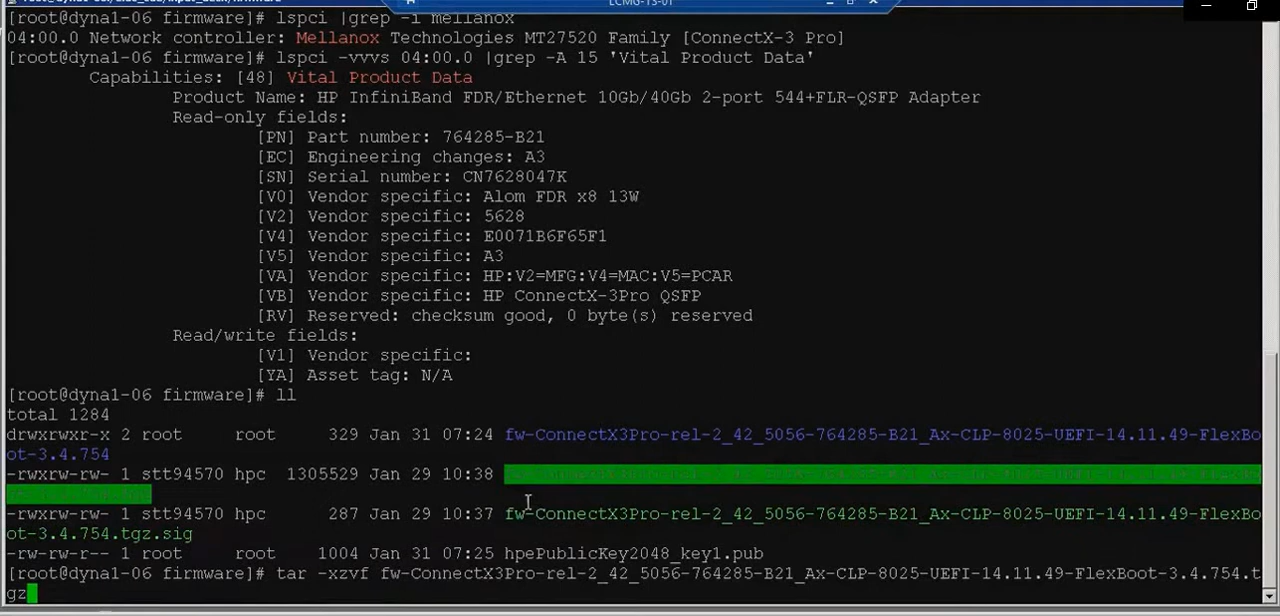 LCMG-TS-01
[root@dyna1-06 firmware]# lspci |grep -i mellanox
04:00.0 Network controller: Mellanox Technologies MT27520 Family [ConnectX-3 Pro]
[root@dyna1-06 firmware]# lspci -vvvs 04:00.0 |grep -A 15 'Vital Product Data'
Capabilities: [48] Vital Product Data
Product Name: HP InfiniBand FDR/Ethernet 10Gb/40Gb 2-port 544+FLR-QSFP Adapter
Read-only fields:
[PN] Part number: 764285-B21
[EC] Engineering changes: A3
[SN] Serial number: CN7628047K
[V0] Vendor specific: Alom FDR x8 13W
[V2] Vendor specific: 5628
[V4] Vendor specific: E0071B6F65F1
[V5] Vendor specific: A3
[VA] Vendor specific: HP:V2=MFG:V4=MAC:V5=PCAR
[VB] Vendor specific: HP ConnectX-3Pro QSFP
[RV] Reserved: checksum good, 0 byte(s) reserved
Read/write fields:
[V1] Vendor specific:
[YA] Asset tag: N/A
[root@dyna1-06 firmware]# ll
total 1284
drwxrwxr-x 2 root root 329 Jan 31 07:24 fw-ConnectX3Pro-rel-2_42_5056-764285-B21_Ax-CLP-8025-UEFI-14.11.49-FlexBo
ot-3.4.754
-rwxrw-rw- 1 stt94570 hpc 1305529 Jan 29 10:38
-rwxrw-rw- 1 stt94570 hpc 287 Jan 29 10:37 fw-ConnectX3Pro-rel-2_42_5056-764285-B21_Ax-CLP-8025-UEFI-14.11.49-FlexBo
ot-3.4.754.tgz.sig
-rw-rw-r-- 1 root root 1004 Jan 31 07:25 hpePublicKey2048_key1.pub
[root@dyna1-06 firmware]# tar -xzvf fw-ConnectX3Pro-rel-2_42_5056-764285-B21_Ax-CLP-8025-UEFI-14.11.49-FlexBoot-3.4.754.t
gz